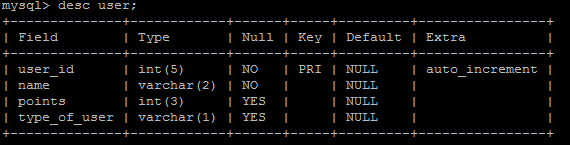 mysql> desc user;
+--------------+------------+------+-----+---------+----------------+
| Field        | Type       | Null | Key | Default | Extra          |
+--------------+------------+------+-----+---------+----------------+
| user_id      | int(5)     | NO   | PRI | NULL    | auto_increment |
| name         | varchar(2) | NO   |     | NULL    |                |
| points       | int(3)     | YES  |     | NULL    |                |
| type_of_user | varchar(1) | YES  |     | NULL    |                |
+--------------+------------+------+-----+---------+----------------+